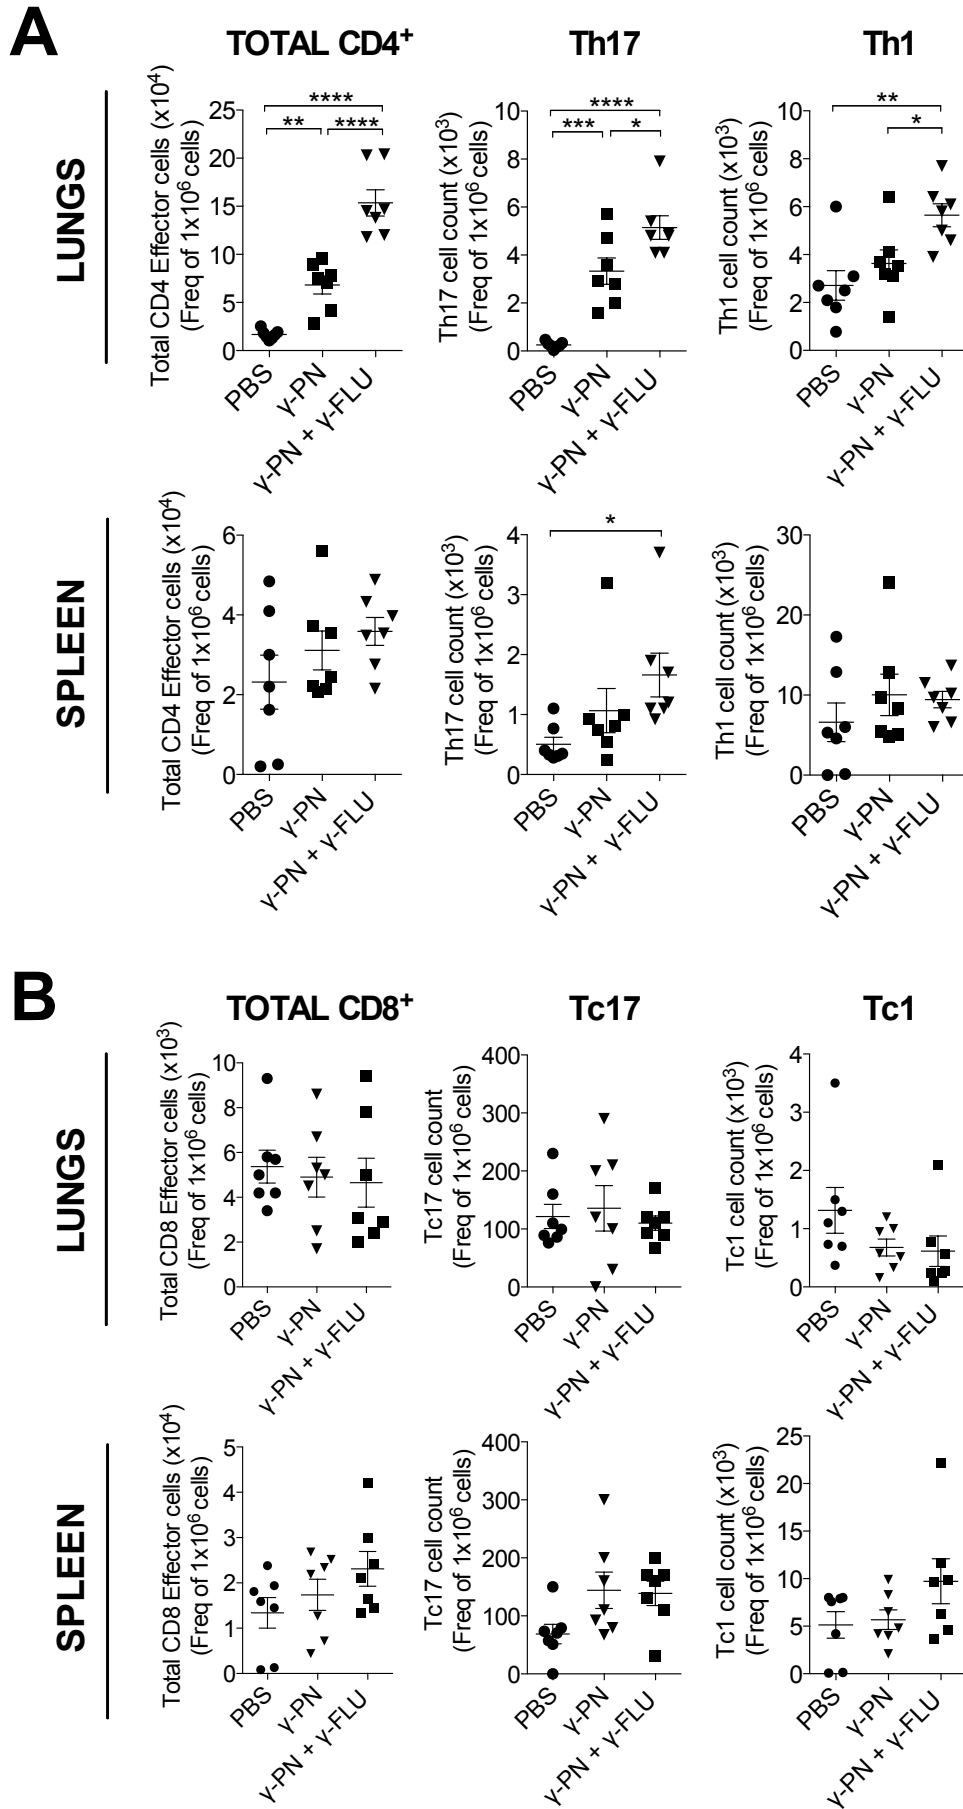 A
TOTAL CD4+
Th17
Th1
LUNGS
Total CD4 Effector cells (x10⁴)
(Freq of 1x10⁶ cells)
25
20
15
10
5
0
****
**
****
PBS
γ-PN
γ-PN + γ-FLU
Th17 cell count (x10³)
(Freq of 1x10⁶ cells)
10
8
6
4
2
0
****
***
*
PBS
γ-PN
γ-PN + γ-FLU
Th1 cell count (x10³)
(Freq of 1x10⁶ cells)
10
8
6
4
2
0
**
*
PBS
γ-PN
γ-PN + γ-FLU
SPLEEN
Total CD4 Effector cells (x10⁴)
(Freq of 1x10⁶ cells)
6
4
2
0
PBS
γ-PN
γ-PN + γ-FLU
Th17 cell count (x10³)
(Freq of 1x10⁶ cells)
4
3
2
1
0
*
PBS
γ-PN
γ-PN + γ-FLU
Th1 cell count (x10³)
(Freq of 1x10⁶ cells)
30
20
10
0
PBS
γ-PN
γ-PN + γ-FLU
B
TOTAL CD8+
Tc17
Tc1
LUNGS
Total CD8 Effector cells (x10³)
(Freq of 1x10⁶ cells)
10
8
6
4
2
0
PBS
γ-PN
γ-PN + γ-FLU
Tc17 cell count
(Freq of 1x10⁶ cells)
400
300
200
100
0
PBS
γ-PN
γ-PN + γ-FLU
Tc1 cell count (x10³)
(Freq of 1x10⁶ cells)
4
3
2
1
0
PBS
γ-PN
γ-PN + γ-FLU
SPLEEN
Total CD8 Effector cells (x10⁴)
(Freq of 1x10⁶ cells)
5
4
3
2
1
0
PBS
γ-PN
γ-PN + γ-FLU
Tc17 cell count
(Freq of 1x10⁶ cells)
400
300
200
100
0
PBS
γ-PN
γ-PN + γ-FLU
Tc1 cell count (x10³)
(Freq of 1x10⁶ cells)
25
20
15
10
5
0
PBS
γ-PN
γ-PN + γ-FLU